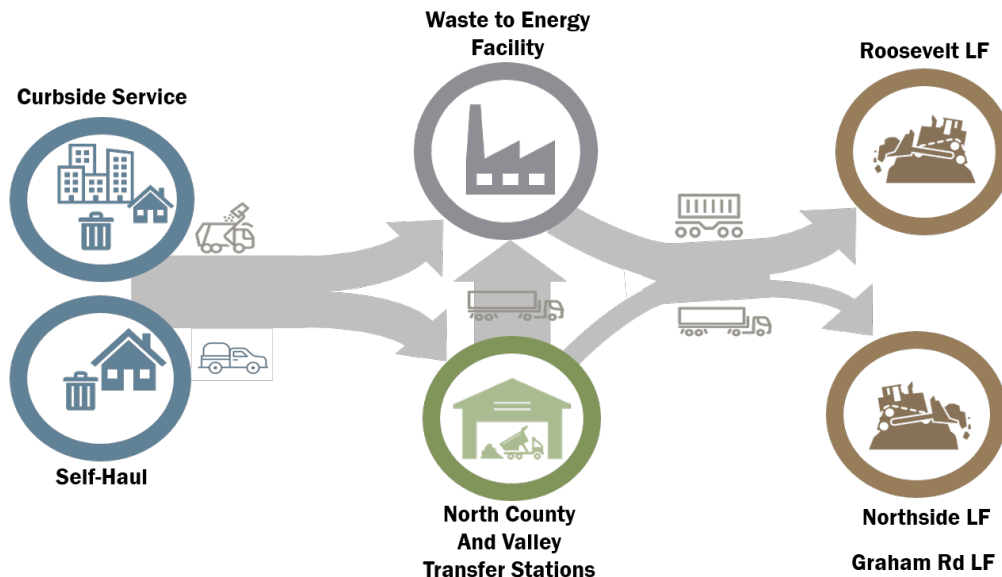 Waste to Energy
Facility
Roosevelt LF
Curbside Service
Self-Haul
North County
And Valley
Transfer Stations
Northside LF
Graham Rd LF